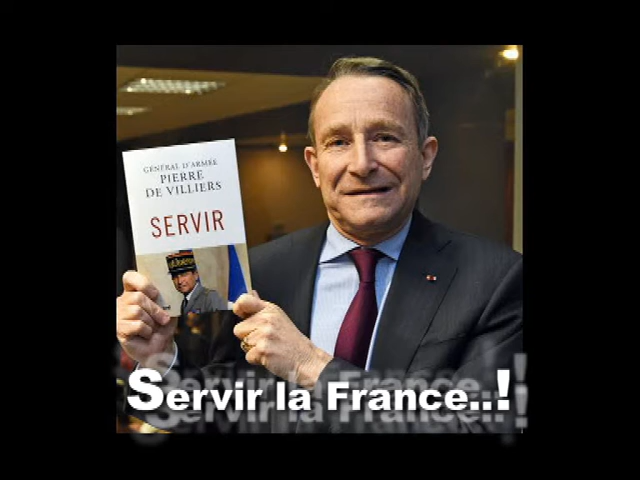 GÉNÉRAL D'ARMÉE
PIERRE
DE VILLIERS
SERVIR
Servir la France..!